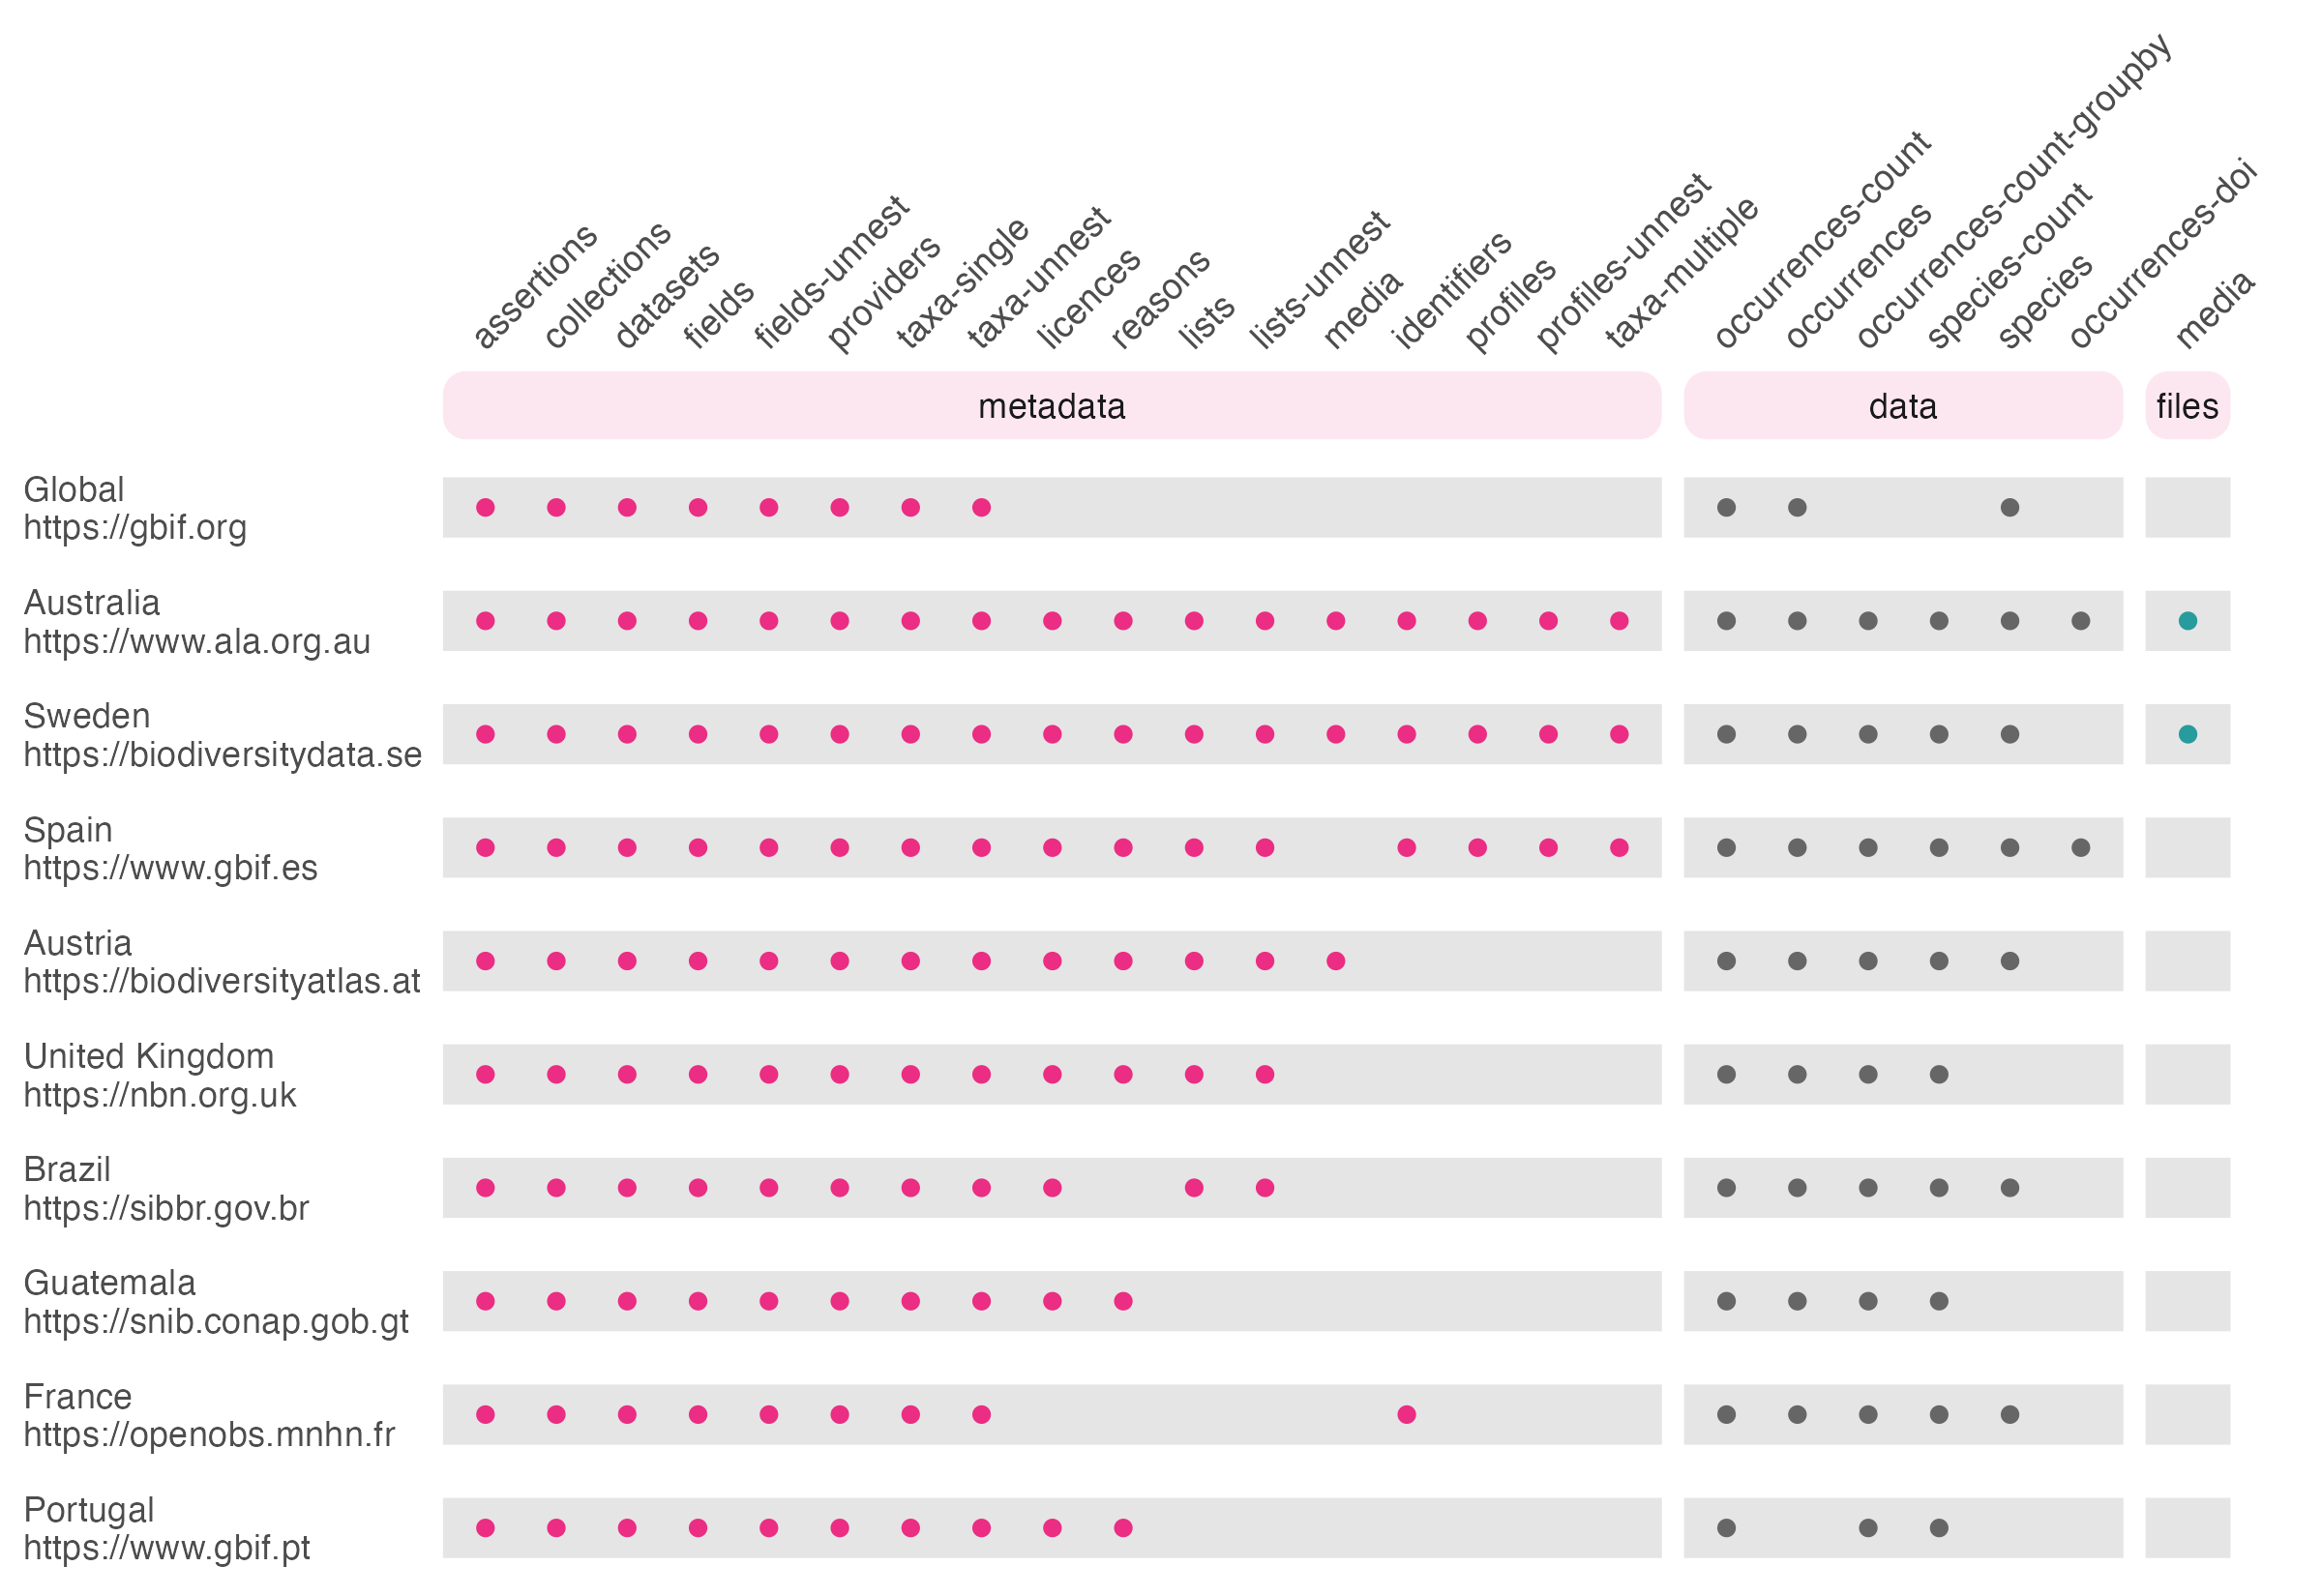 assertions
collections
datasets
fields
fields-unnest
providers
taxa-single
taxa-unnest
licences
reasons
lists
lists-unnest
media
identifiers
profiles
profiles-unnest
taxa-multiple
occurrences-count
occurrences
occurrences-count-groupby
species-count
species
occurrences-doi
media
metadata
data
files
Global
https://gbif.org
Australia
https://www.ala.org.au
Sweden
https://biodiversitydata.se
Spain
https://www.gbif.es
Austria
https://biodiversityatlas.at
United Kingdom
https://nbn.org.uk
Brazil
https://sibbr.gov.br
Guatemala
https://snib.conap.gob.gt
France
https://openobs.mnhn.fr
Portugal
https://www.gbif.pt